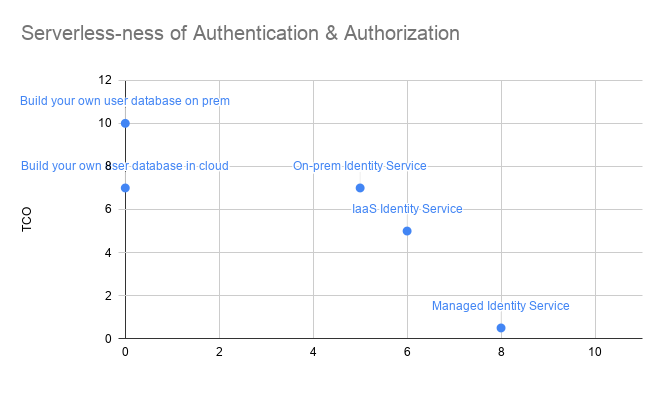 Serverless-ness of Authentication & Authorization
12
Build your own user database on prem
10
Build your own user database in cloud
8
On-prem Identity Service
IaaS Identity Service
6
TCO
4
Managed Identity Service
2
0
0 2 4 6 8 10